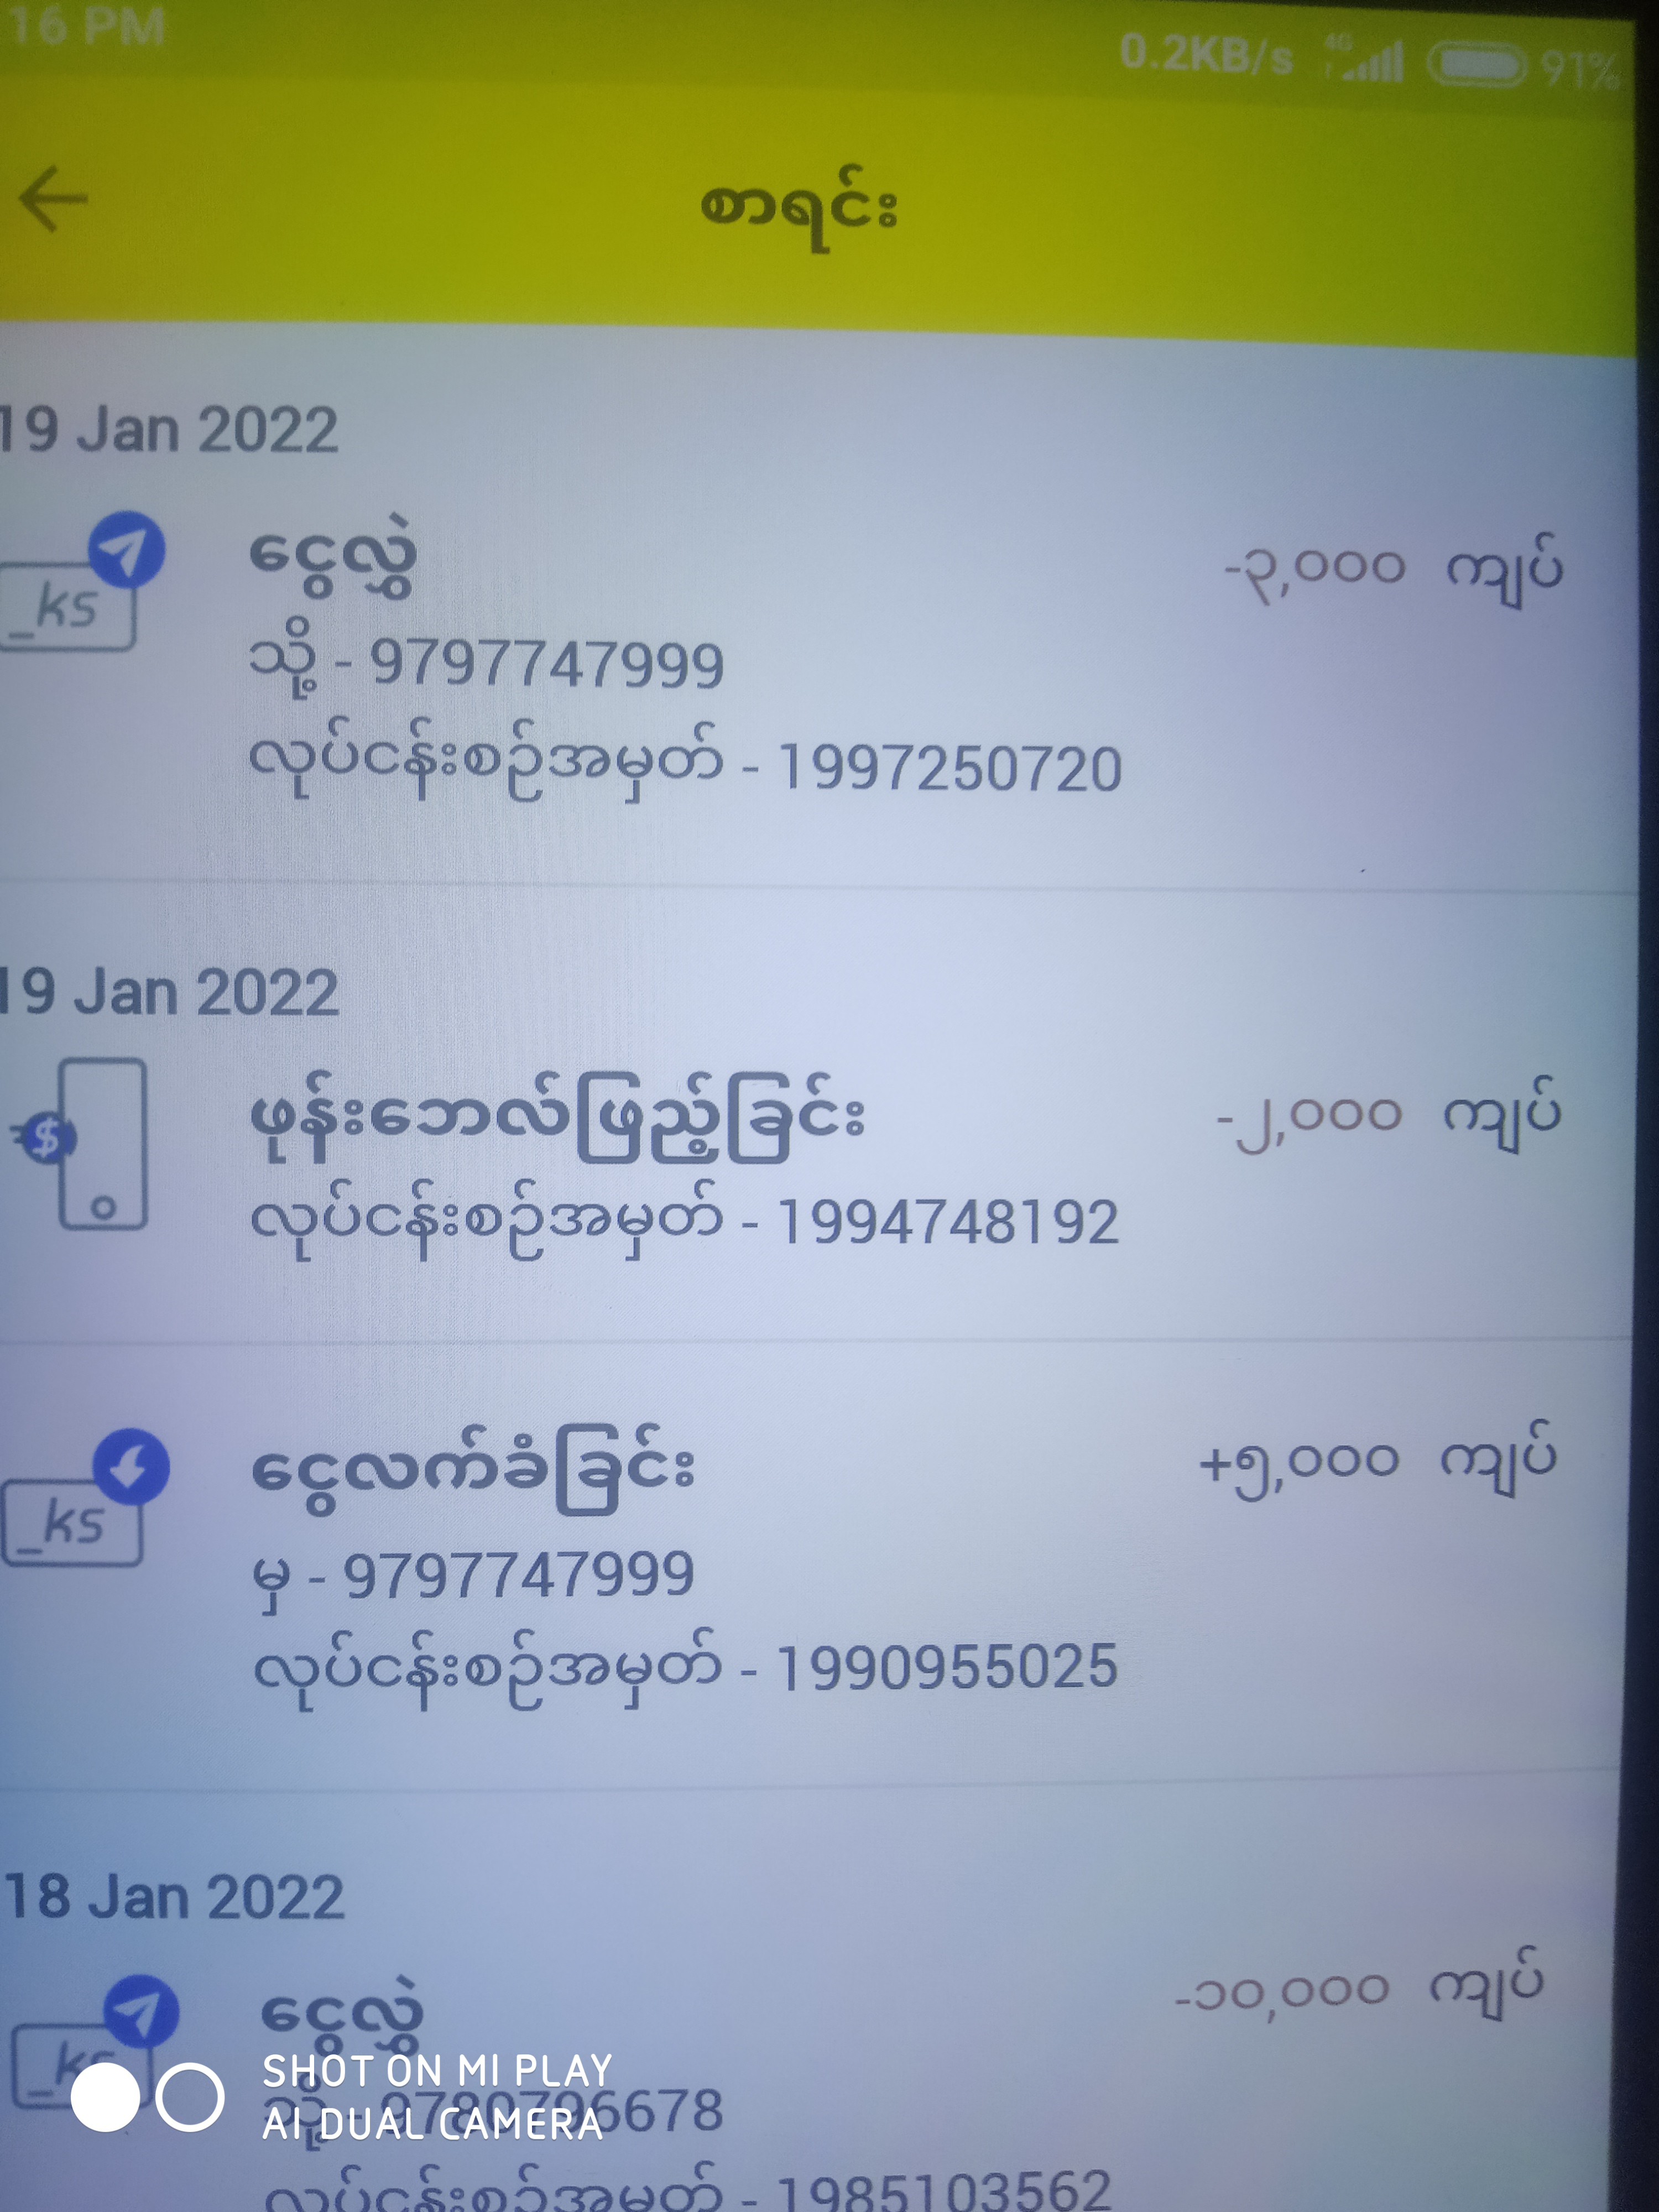 16 PM
0.2KB/s 4G 91%
စာရင်း
19 Jan 2022
ငွေလွှဲ
-၃,၀၀၀ ကျပ်
_ks
သို့ - 9797747999
လုပ်ငန်းစဉ်အမှတ် - 1997250720
19 Jan 2022
ဖုန်းဘေလ်ဖြည့်ခြင်း
-၂,၀၀၀ ကျပ်
$
လုပ်ငန်းစဉ်အမှတ် - 1994748192
ငွေလက်ခံခြင်း
+၅,၀၀၀ ကျပ်
_ks
မှ - 9797747999
လုပ်ငန်းစဉ်အမှတ် - 1990955025
18 Jan 2022
ငွေလွှဲ
-၁၀,၀၀၀ ကျပ်
_ks
SHOT ON MI PLAY
သို့ - 9780796678
AI DUAL CAMERA
လုပ်ငန်းစဉ်အမှတ် - 1985103562